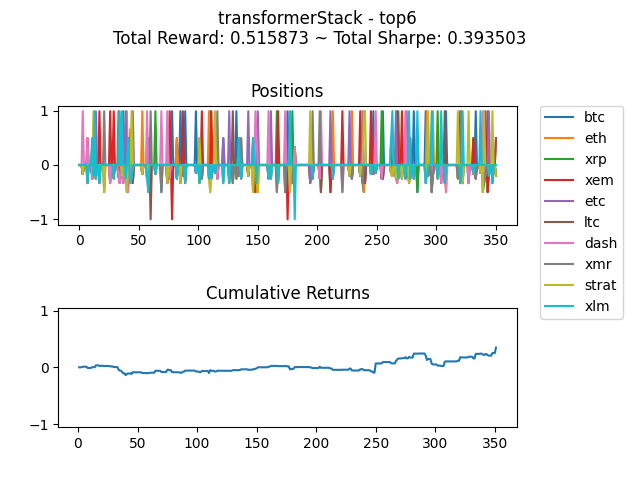 transformerStack - top6
Total Reward: 0.515873 ~ Total Sharpe: 0.393503
Positions
1
0
−1
0 50 100 150 200 250 300 350
btc
eth
xrp
xem
etc
ltc
dash
xmr
strat
xlm
Cumulative Returns
1
0
−1
0 50 100 150 200 250 300 350